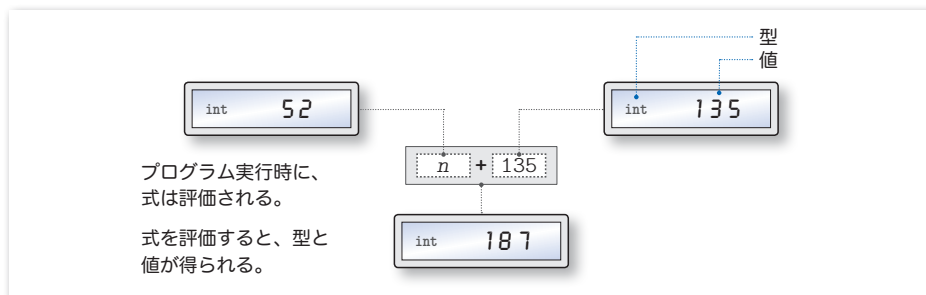 型
値
int 52
int 135
n + 135
プログラム実行時に、
式は評価される。
式を評価すると、型と
値が得られる。
int 187